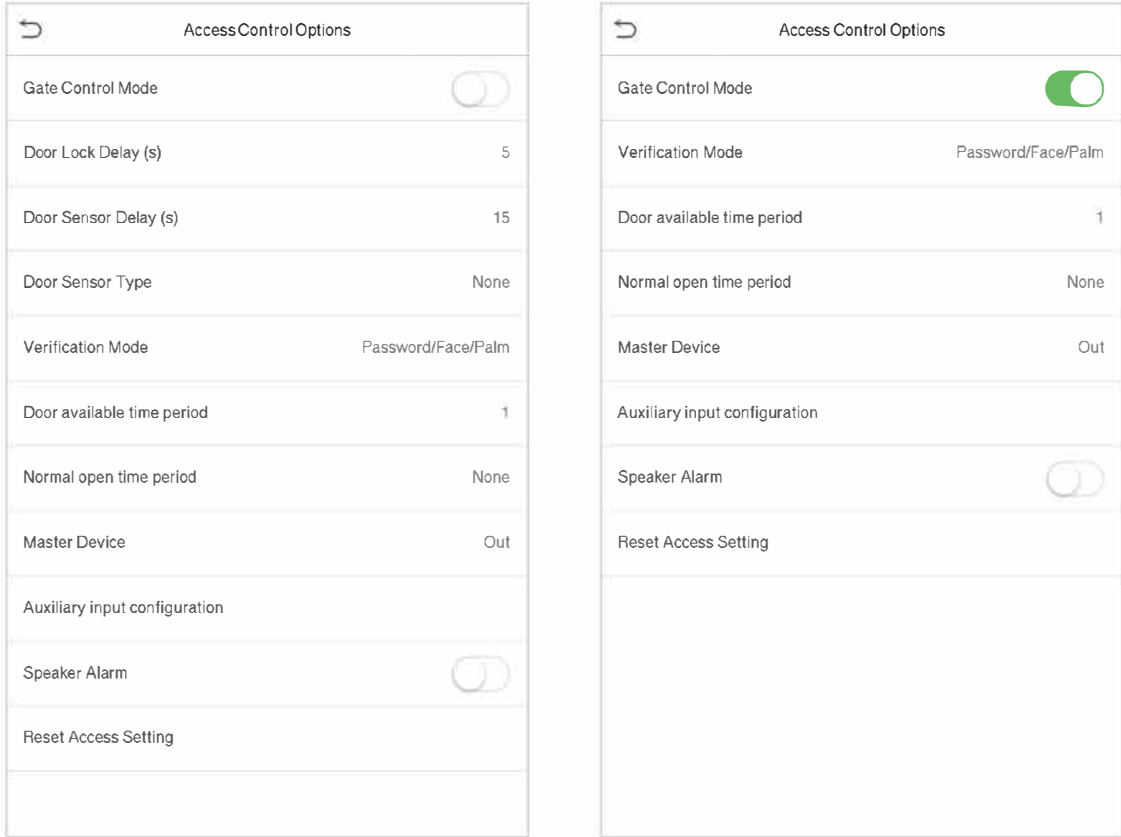 Access Control Options
Gate Control Mode
Door Lock Delay (s) 5
Door Sensor Delay (s) 15
Door Sensor Type None
Verification Mode Password/Face/Palm
Door available time period 1
Normal open time period None
Master Device Out
Auxiliary input configuration
Speaker Alarm
Reset Access Setting
Access Control Options
Gate Control Mode
Verification Mode Password/Face/Palm
Door available time period 1
Normal open time period None
Master Device Out
Auxiliary input configuration
Speaker Alarm
Reset Access Setting